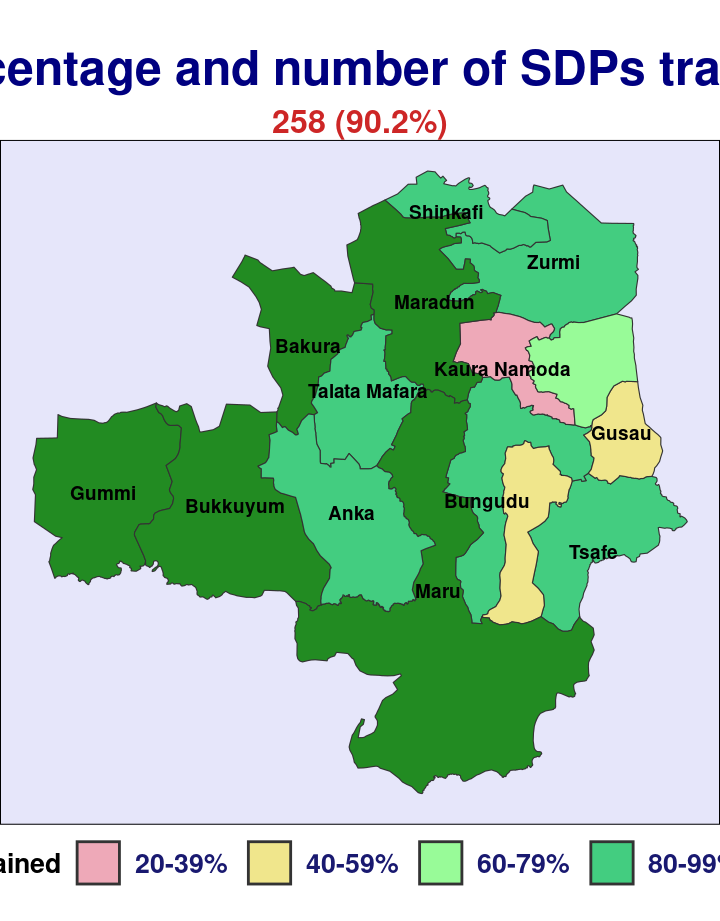 centage and number of SDPs tra
258 (90.2%)
Shinkafi
Zurmi
Maradun
Bakura
Kaura Namoda
Talata Mafara
Gusau
Gummi
Bukkuyum
Anka
Bungudu
Tsafe
Maru
ained 20-39% 40-59% 60-79% 80-99%